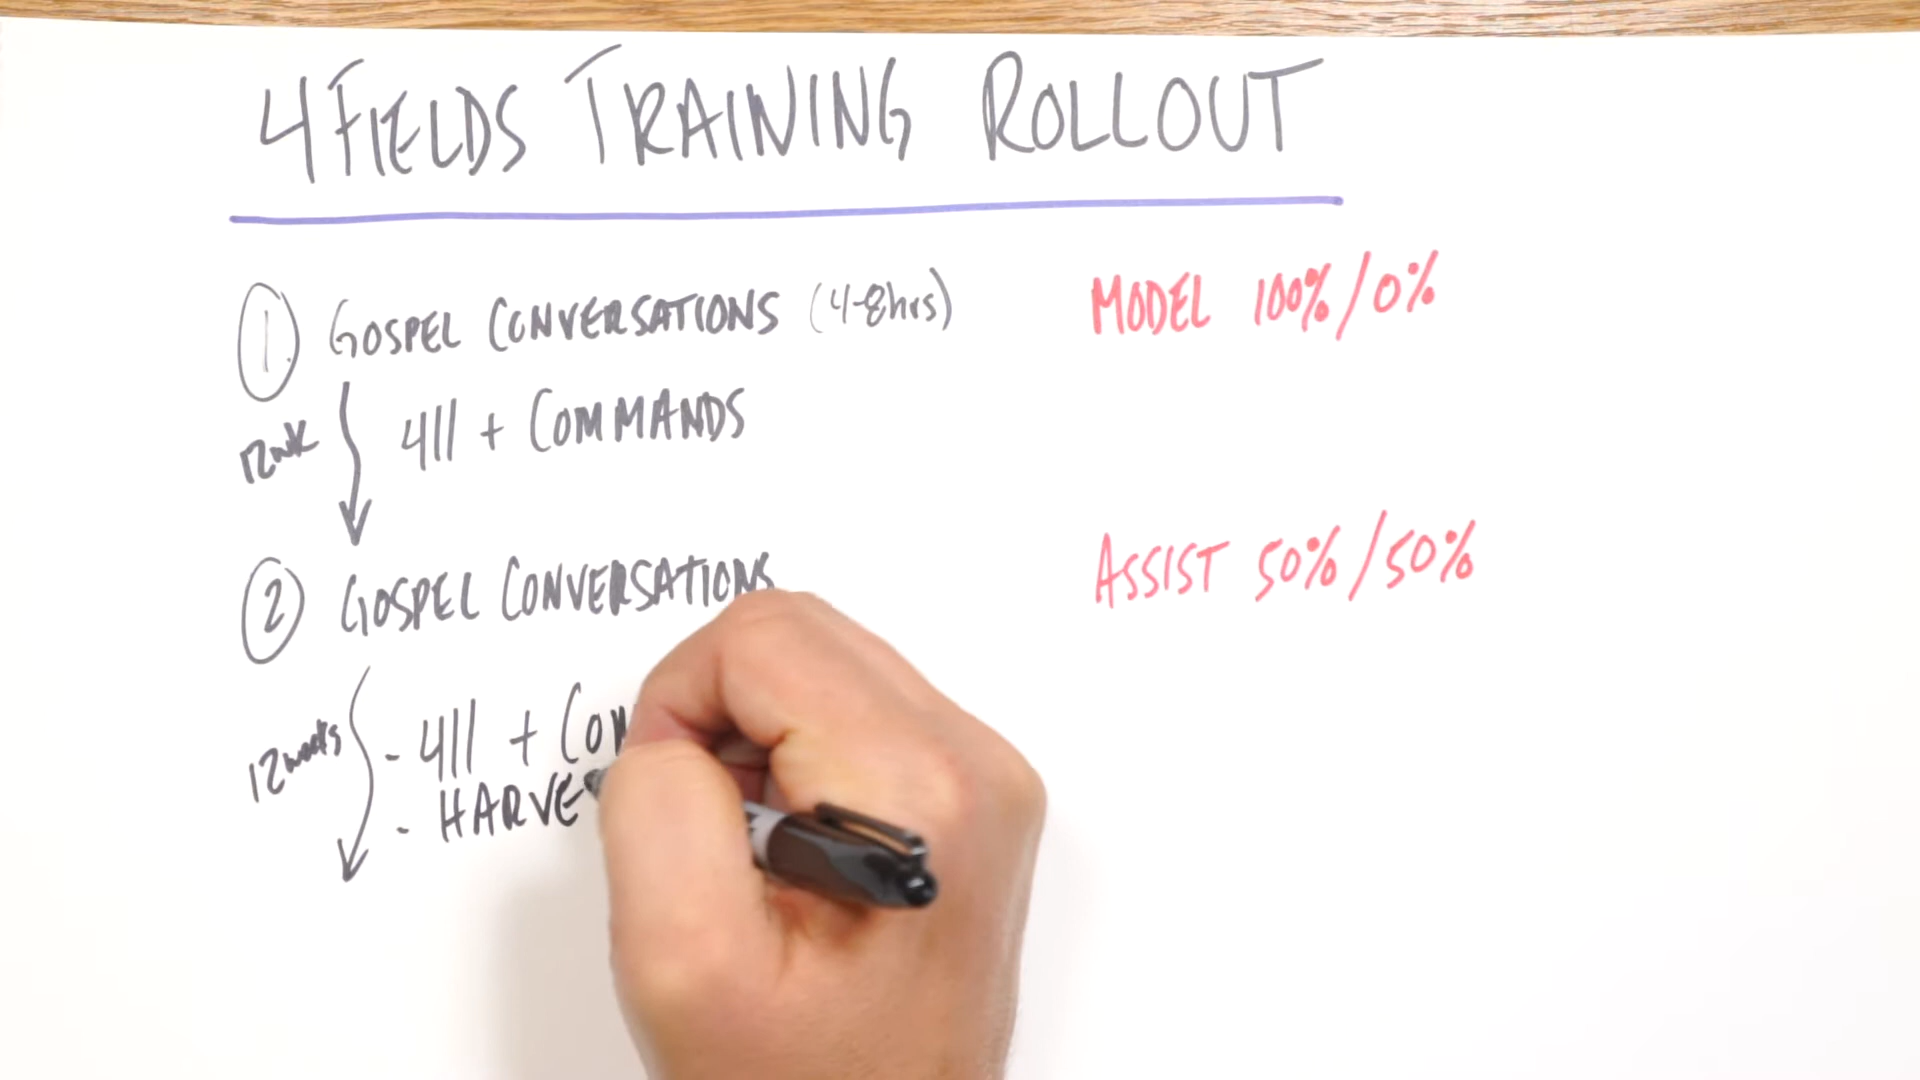 4 FIELDS TRAINING ROLLOUT
① GOSPEL CONVERSATIONS (4-8hrs) MODEL 100%/0%
12wk 411 + COMMANDS
② GOSPEL CONVERSATIONS ASSIST 50%/50%
12 weeks - 411 +
- HARVE